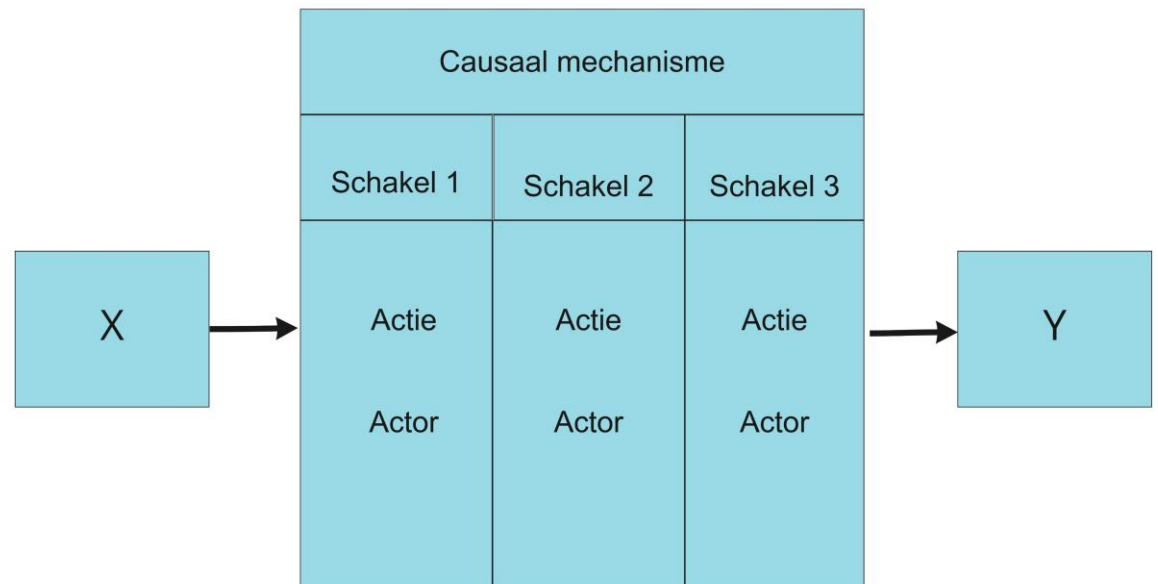 Causaal mechanisme
Schakel 1 Schakel 2 Schakel 3
X Actie Actie Actie Y
Actor Actor Actor